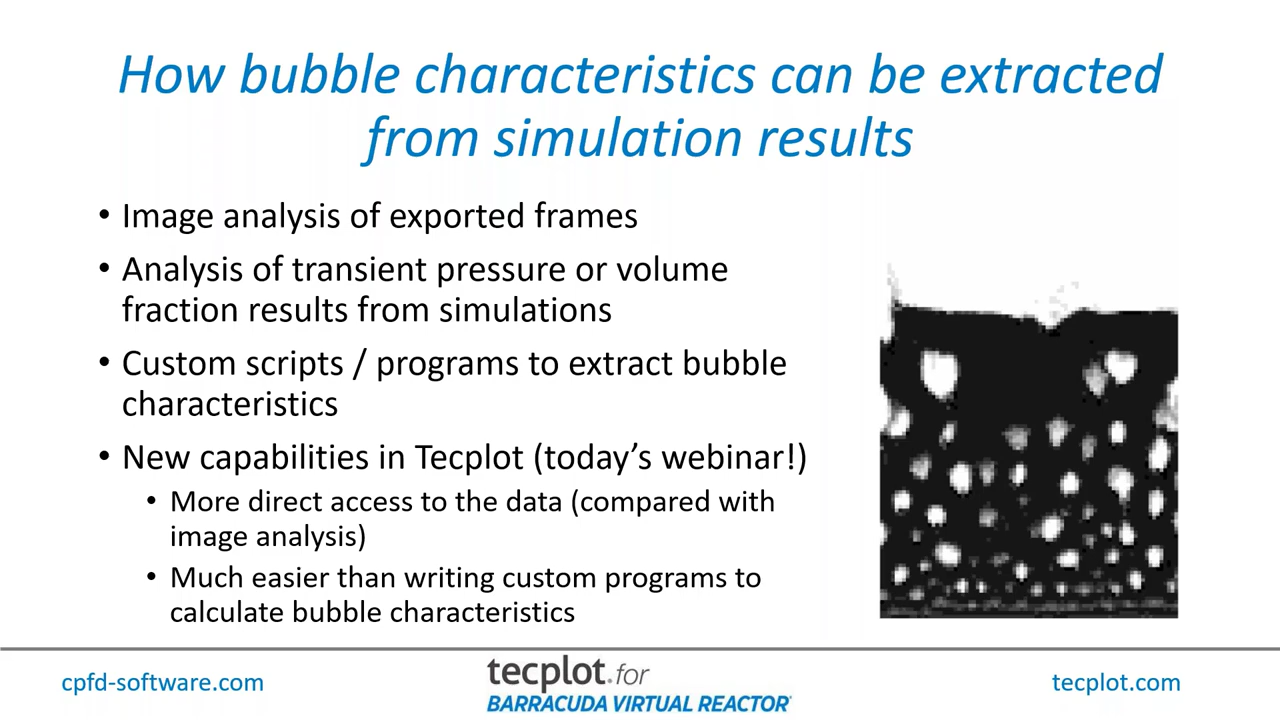 How bubble characteristics can be extracted
from simulation results
• Image analysis of exported frames
• Analysis of transient pressure or volume
fraction results from simulations
• Custom scripts / programs to extract bubble
characteristics
• New capabilities in Tecplot (today’s webinar!)
• More direct access to the data (compared with
image analysis)
• Much easier than writing custom programs to
calculate bubble characteristics
cpfd-software.com
tecplot.for
BARRACUDA VIRTUAL REACTOR
tecplot.com